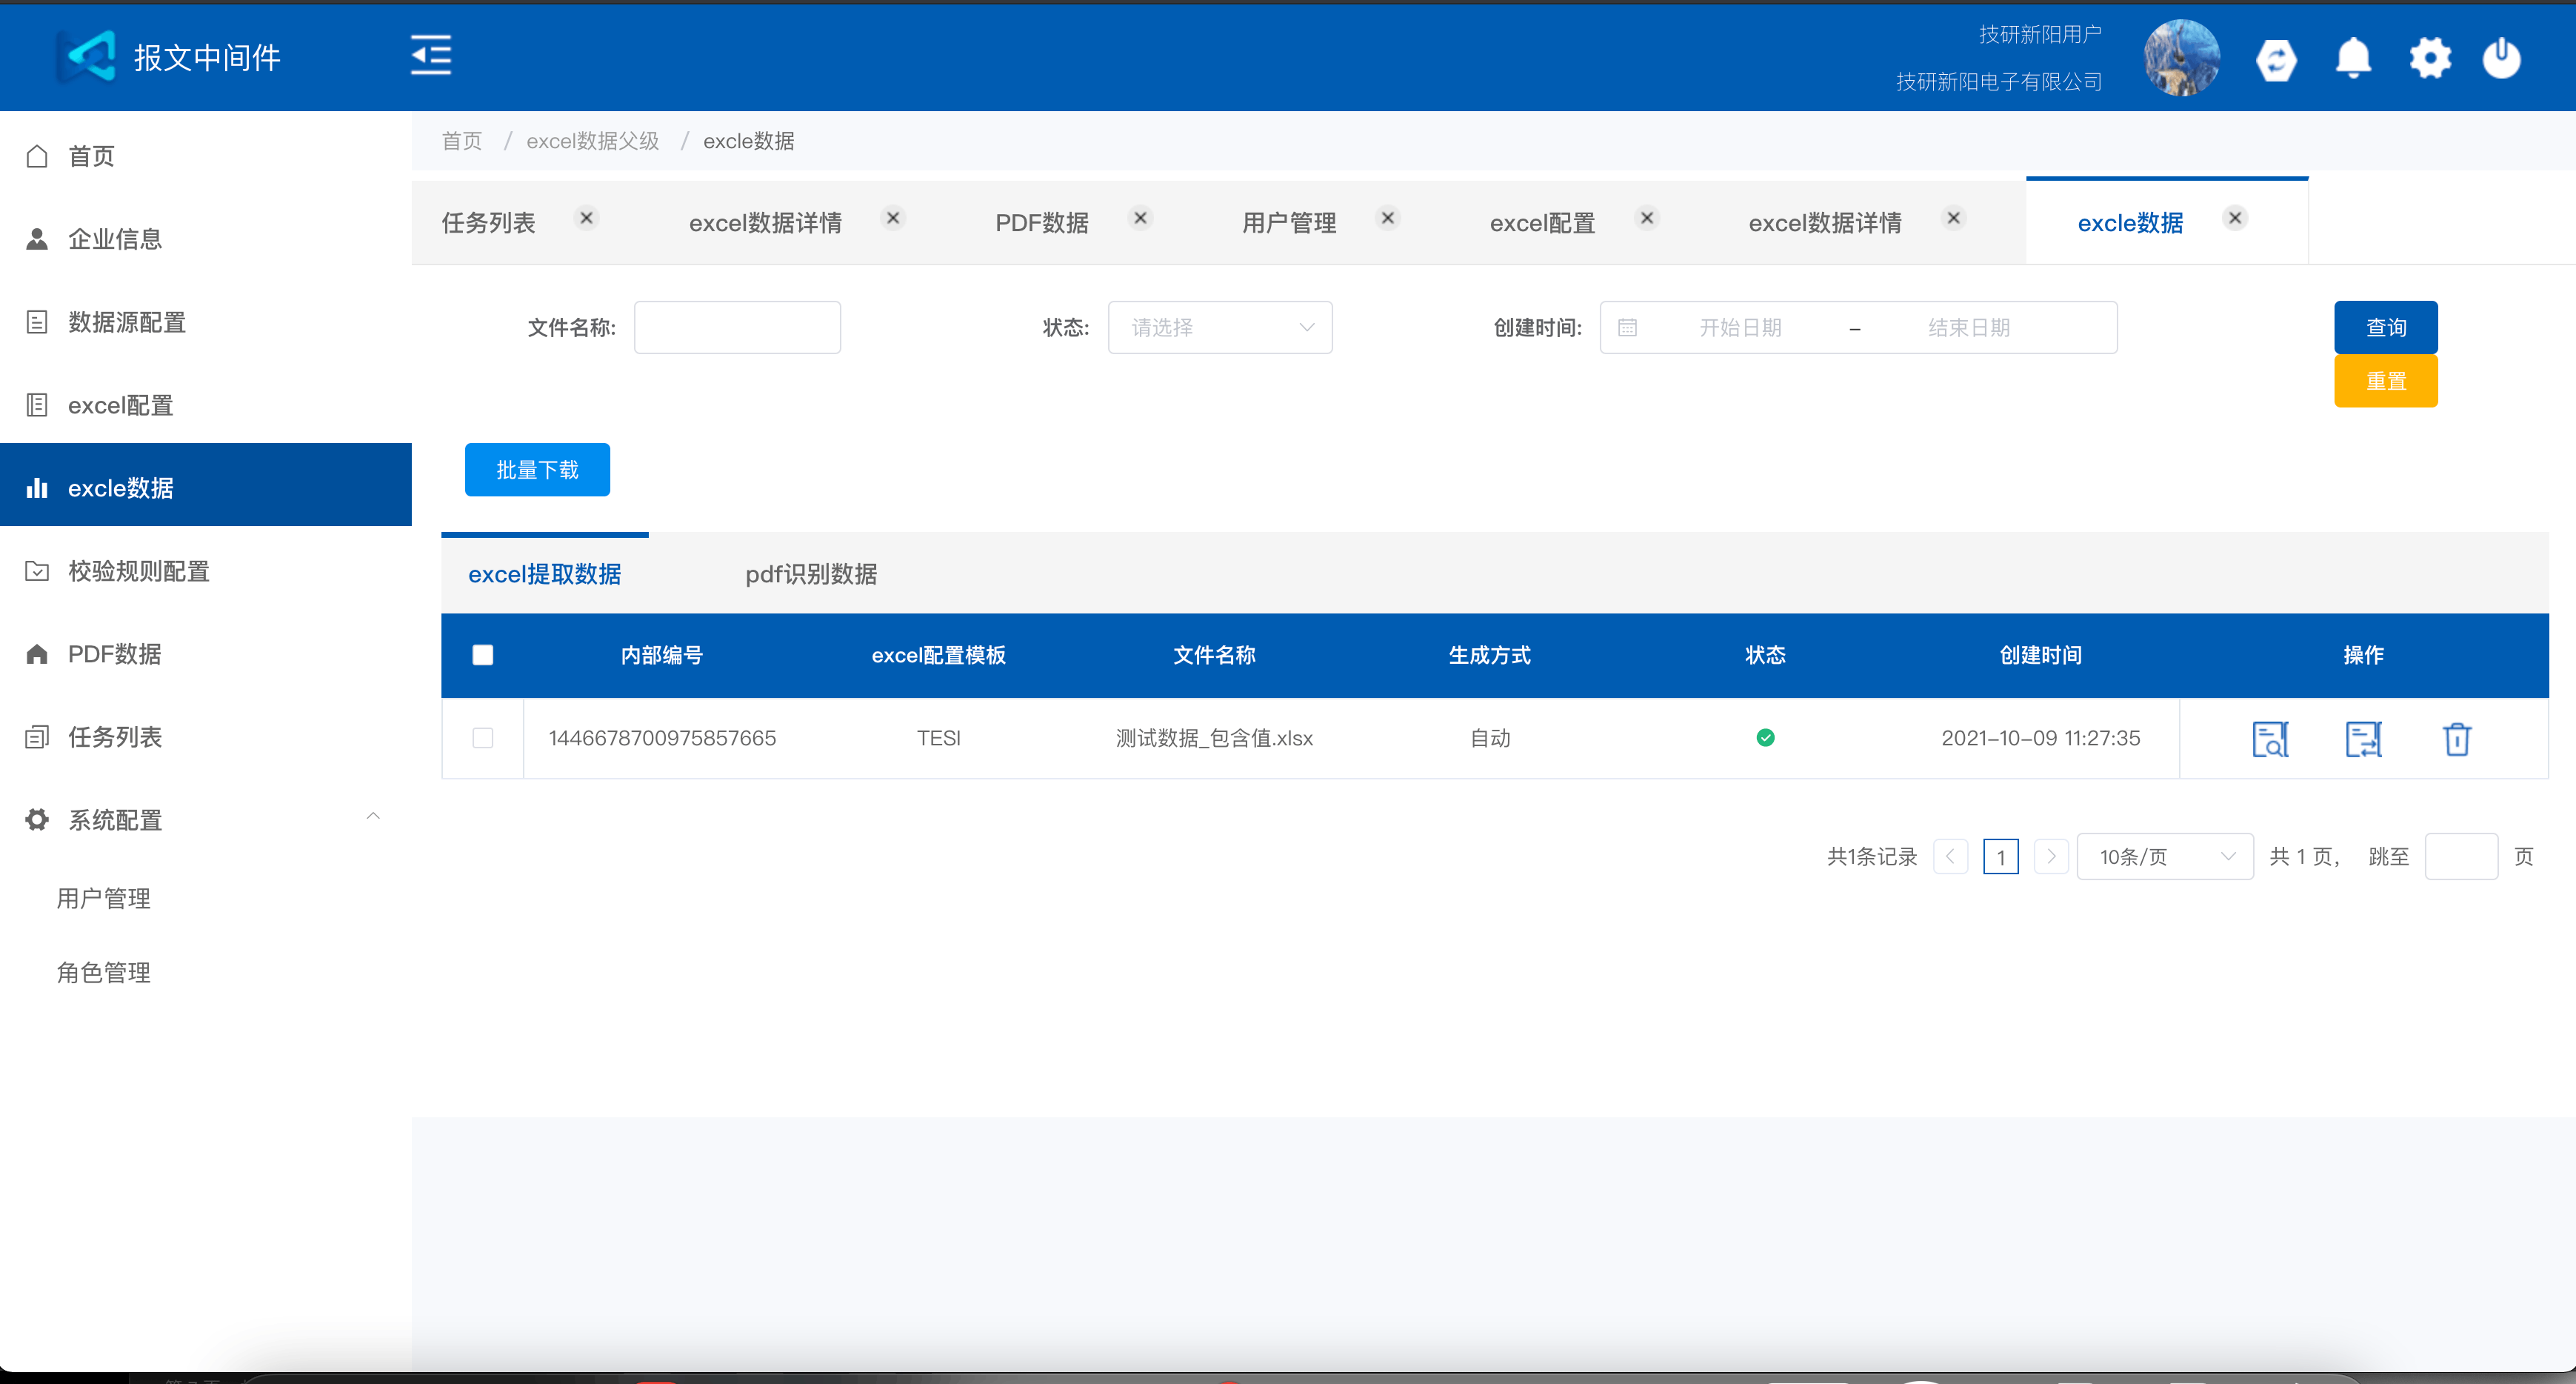 报文中间件
技研新阳用户
技研新阳电子有限公司
首页
企业信息
数据源配置
excel配置
excle数据
校验规则配置
PDF数据
任务列表
系统配置
用户管理
角色管理
首页 / excel数据父级 / excle数据
任务列表 excel数据详情 PDF数据 用户管理 excel配置 excel数据详情 excle数据
文件名称: 状态: 请选择 创建时间: 开始日期 – 结束日期 查询
重置
批量下载
excel提取数据 pdf识别数据
内部编号 excel配置模板 文件名称 生成方式 状态 创建时间 操作
1446678700975857665 TESI 测试数据_包含值.xlsx 自动 2021-10-09 11:27:35
共1条记录 1 10条/页 共 1 页, 跳至 页